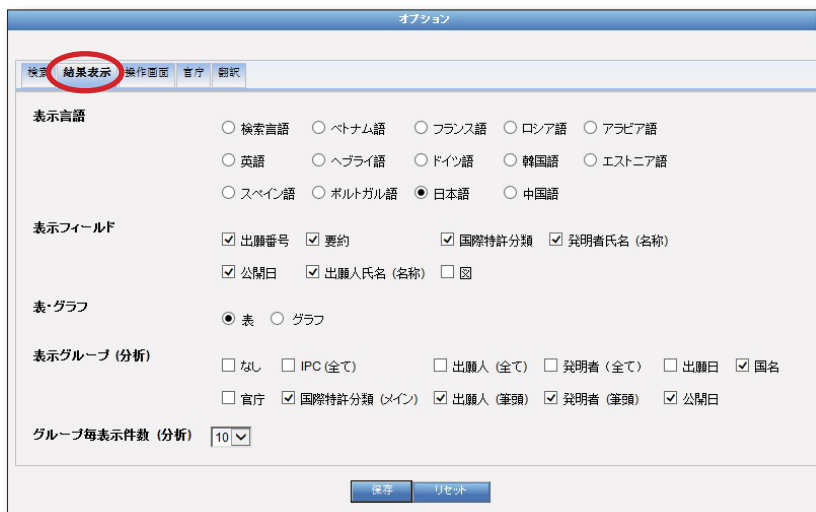 オプション
検索 結果表示 操作画面 官庁 翻訳
表示言語
検索言語 ベトナム語 フランス語 ロシア語 アラビア語
英語 ヘブライ語 ドイツ語 韓国語 エストニア語
スペイン語 ポルトガル語 日本語 中国語
表示フィールド
出願番号 要約 国際特許分類 発明者氏名 (名称)
公開日 出願人氏名 (名称) 図
表・グラフ
表 グラフ
表示グループ (分析)
なし IPC (全て) 出願人 (全て) 発明者 (全て) 出願日 国名
官庁 国際特許分類 (メイン) 出願人 (筆頭) 発明者 (筆頭) 公開日
グループ毎表示件数 (分析) 10
保存 リセット